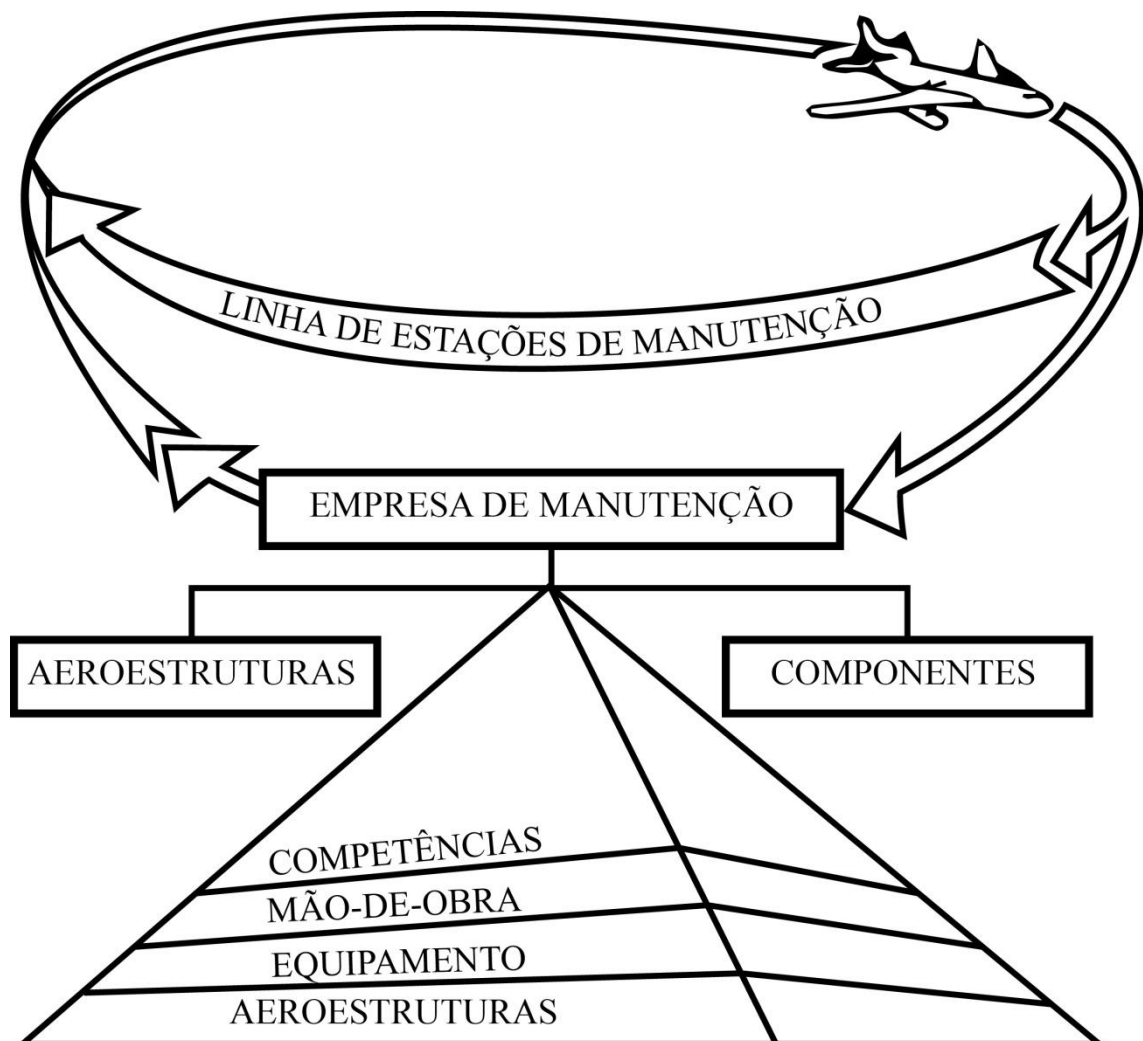 LINHA DE ESTAÇÕES DE MANUTENÇÃO
EMPRESA DE MANUTENÇÃO
AEROESTRUTURAS
COMPONENTES
COMPETÊNCIAS
MÃO-DE-OBRA
EQUIPAMENTO
AEROESTRUTURAS